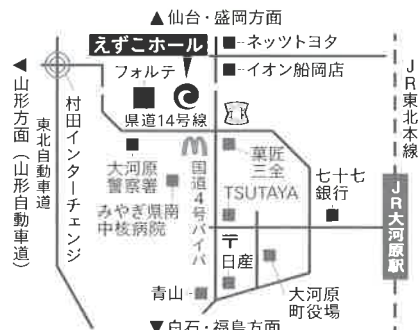 ▲仙台・盛岡方面
えずこホール
ネッツトヨタ
フォルテ
イオン船岡店
JR東北本線
◀山形方面(山形自動車道)
東北自動車道
村田インターチェンジ
県道14号線
大河原
警察署
国道4号バイパス
菓匠
三全
みやぎ県南
中核病院
TSUTAYA
七十七
銀行
JR大河原駅
〒
日産
青山
大河原
町役場
▼白石・福島方面